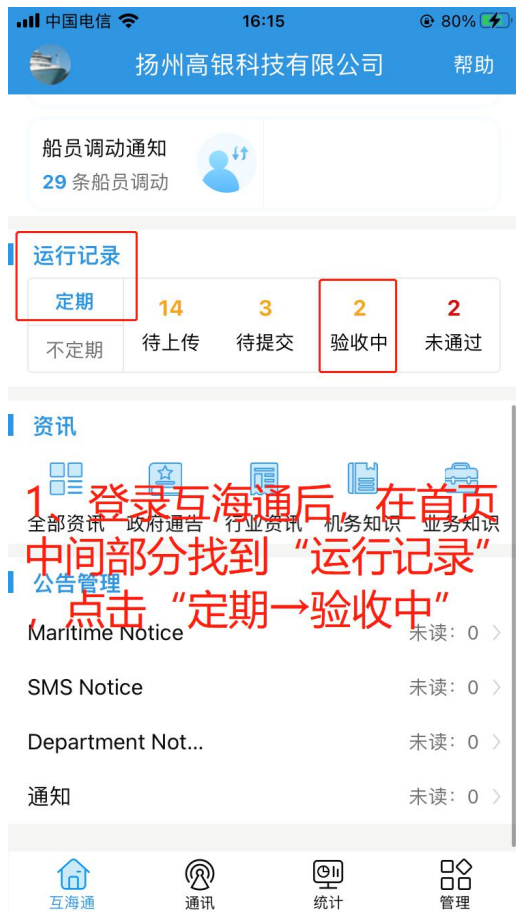 中国电信 16:15 80%
扬州高银科技有限公司 帮助
船员调动通知
29 条船员调动
运行记录
定期 14 3 2 2
不定期 待上传 待提交 验收中 未通过
资讯
全部资讯 政府通告 行业资讯 机务知识 业务知识
1、登录互海通后，在首页
中间部分找到“运行记录”
，点击“定期→验收中”
公告管理
Maritime Notice 未读：0
SMS Notice 未读：0
Department Not... 未读：0
通知 未读：0
互海通 通讯 统计 管理